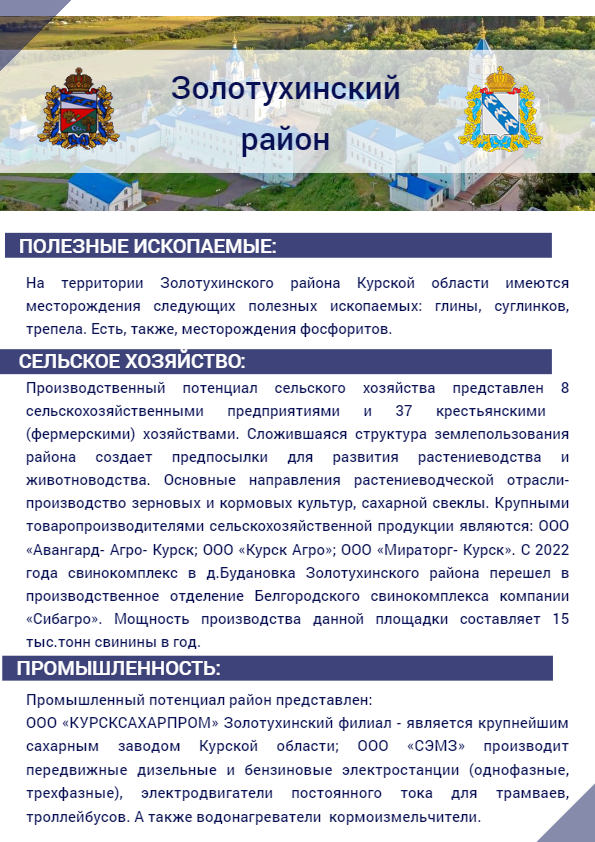 Золотухинский
район
ПОЛЕЗНЫЕ ИСКОПАЕМЫЕ:
На территории Золотухинского района Курской области имеются
месторождения следующих полезных ископаемых: глины, суглинков,
трепела. Есть, также, месторождения фосфоритов.
СЕЛЬСКОЕ ХОЗЯЙСТВО:
Производственный потенциал сельского хозяйства представлен 8
сельскохозяйственными предприятиями и 37 крестьянскими
(фермерскими) хозяйствами. Сложившаяся структура землепользования
района создает предпосылки для развития растениеводства и
животноводства. Основные направления растениеводческой отрасли-
производство зерновых и кормовых культур, сахарной свеклы. Крупными
товаропроизводителями сельскохозяйственной продукции являются: ООО
«Авангард- Агро- Курск; ООО «Курск Агро»; ООО «Мираторг- Курск». С 2022
года свинокомплекс в д.Будановка Золотухинского района перешел в
производственное отделение Белгородского свинокомплекса компании
«Сибагро». Мощность производства данной площадки составляет 15
тыс.тонн свинины в год.
ПРОМЫШЛЕННОСТЬ:
Промышленный потенциал район представлен:
ООО «КУРСКСАХАРПРОМ» Золотухинский филиал - является крупнейшим
сахарным заводом Курской области; ООО «СЭМЗ» производит
передвижные дизельные и бензиновые электростанции (однофазные,
трехфазные), электродвигатели постоянного тока для трамваев,
троллейбусов. А также водонагреватели кормоизмельчители.